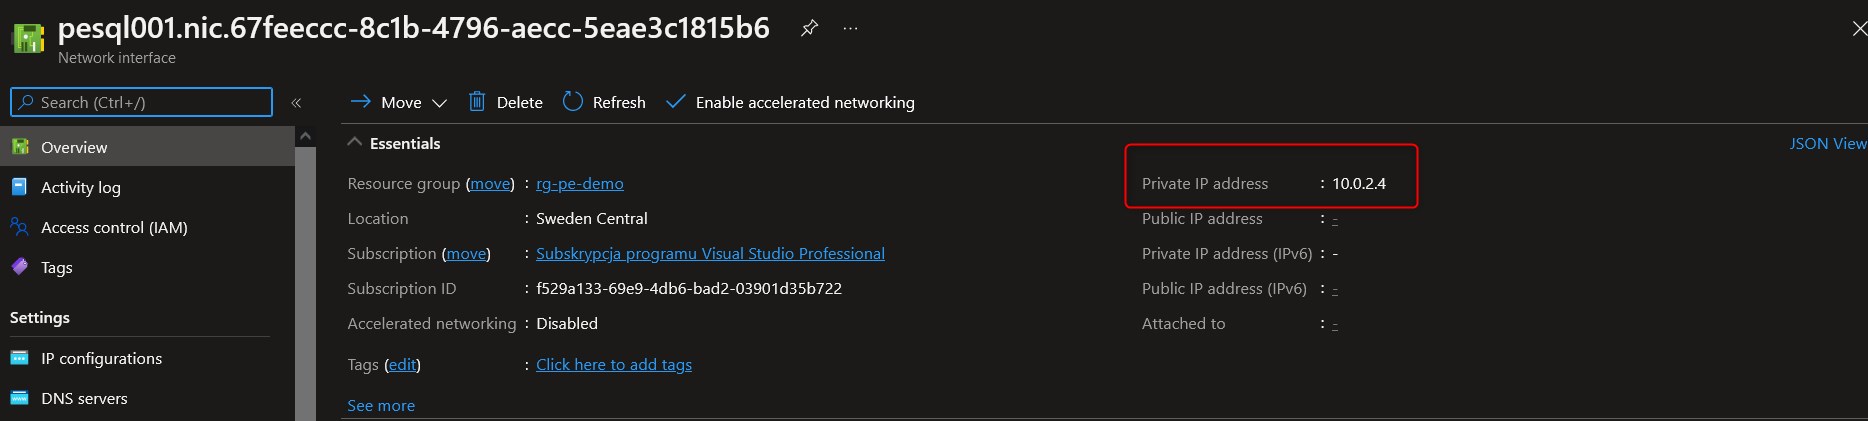 pesql001.nic.67feeccc-8c1b-4796-aecc-5eae3c1815b6
Network interface
Search (Ctrl+/)
Overview
Activity log
Access control (IAM)
Tags
Settings
IP configurations
DNS servers
Move Delete Refresh Enable accelerated networking
Essentials
JSON View
Resource group (move) : rg-pe-demo
Location : Sweden Central
Subscription (move) : Subskrypcja programu Visual Studio Professional
Subscription ID : f529a133-69e9-4db6-bad2-03901d35b722
Accelerated networking : Disabled
Tags (edit) : Click here to add tags
See more
Private IP address : 10.0.2.4
Public IP address : -
Private IP address (IPv6) : -
Public IP address (IPv6) : -
Attached to : -